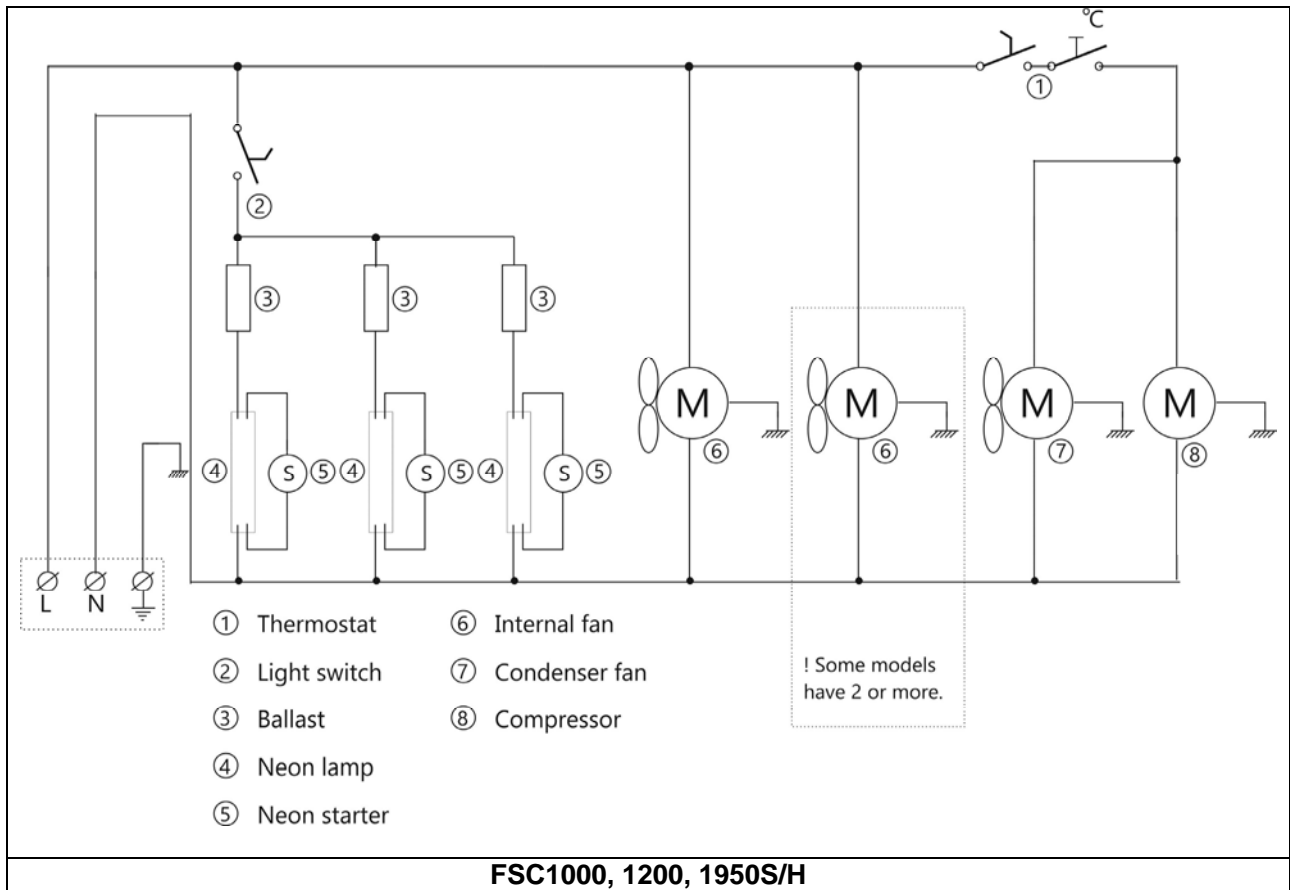 °C
①
②
③ ③ ③
M M M M
⑥ ⑥ ⑦ ⑧
④ S ⑤ ④ S ⑤ ④ S ⑤
L N
① Thermostat ⑥ Internal fan
② Light switch ⑦ Condenser fan
③ Ballast ⑧ Compressor
④ Neon lamp
⑤ Neon starter
! Some models
have 2 or more.
FSC1000, 1200, 1950S/H